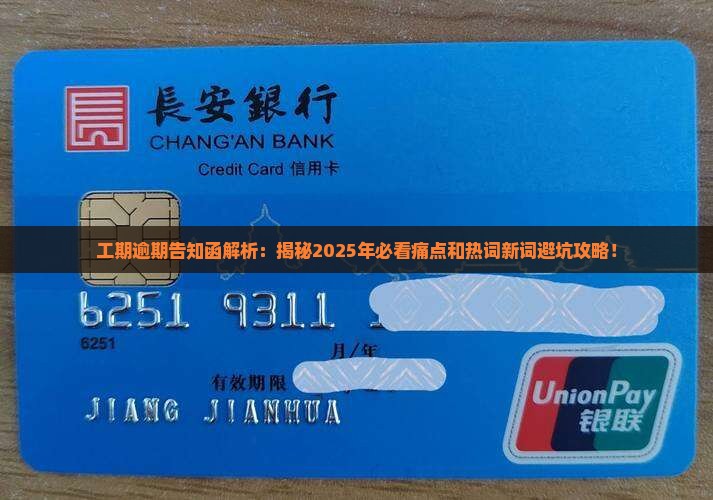 長安銀行
CHANG'AN BANK
Credit Card 信用卡
工期逾期告知函解析：揭秘2025年必看痛点和热词新词避坑攻略！
6251 9311
6251
月/年
有效期限
JIANG JIANHUA
UnionPay
银联